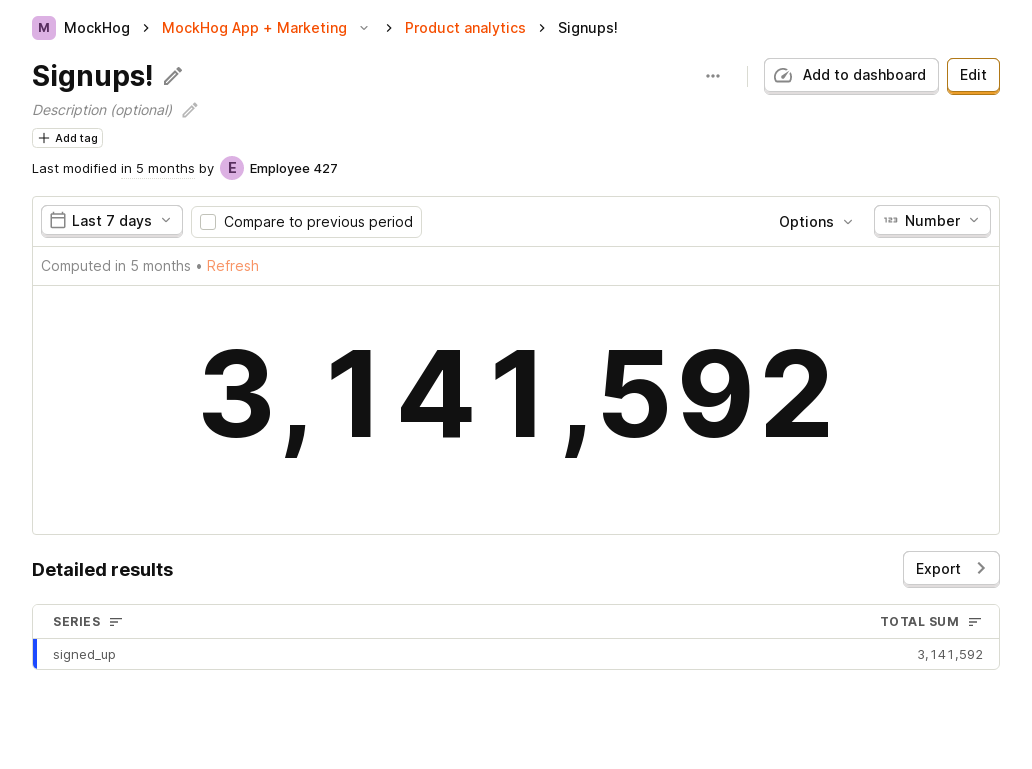 M MockHog MockHog App + Marketing Product analytics Signups!
Signups! Add to dashboard Edit
Description (optional)
Add tag
Last modified in 5 months by E Employee 427
Last 7 days Compare to previous period Options 123 Number
Computed in 5 months • Refresh
3,141,592
Detailed results Export
SERIES TOTAL SUM
signed_up 3,141,592